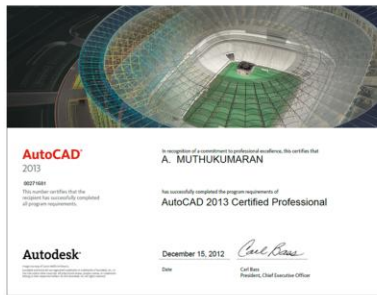 AutoCAD®
2013
00271601
This number certifies that the
recipient has successfully completed
all program requirements.
Autodesk®
In recognition of a commitment to professional excellence, this certifies that
A. MUTHUKUMARAN
has successfully completed the program requirements of
AutoCAD 2013 Certified Professional
December 15, 2012
Carl Bass
Date
Carl Bass
President, Chief Executive Officer